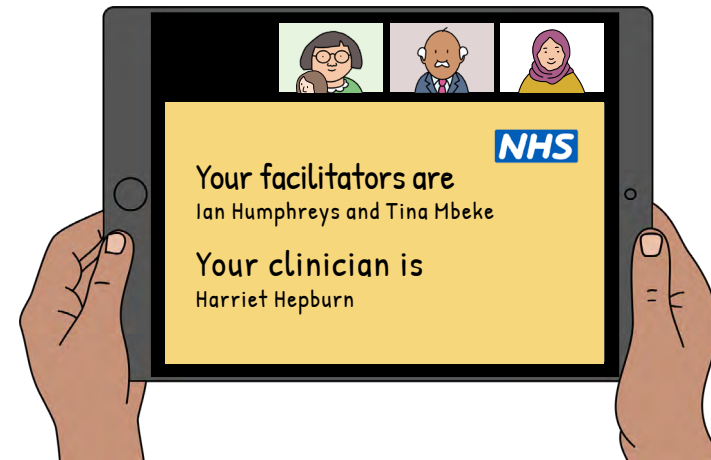 NHS
Your facilitators are
Ian Humphreys and Tina Mbeke
Your clinician is
Harriet Hepburn